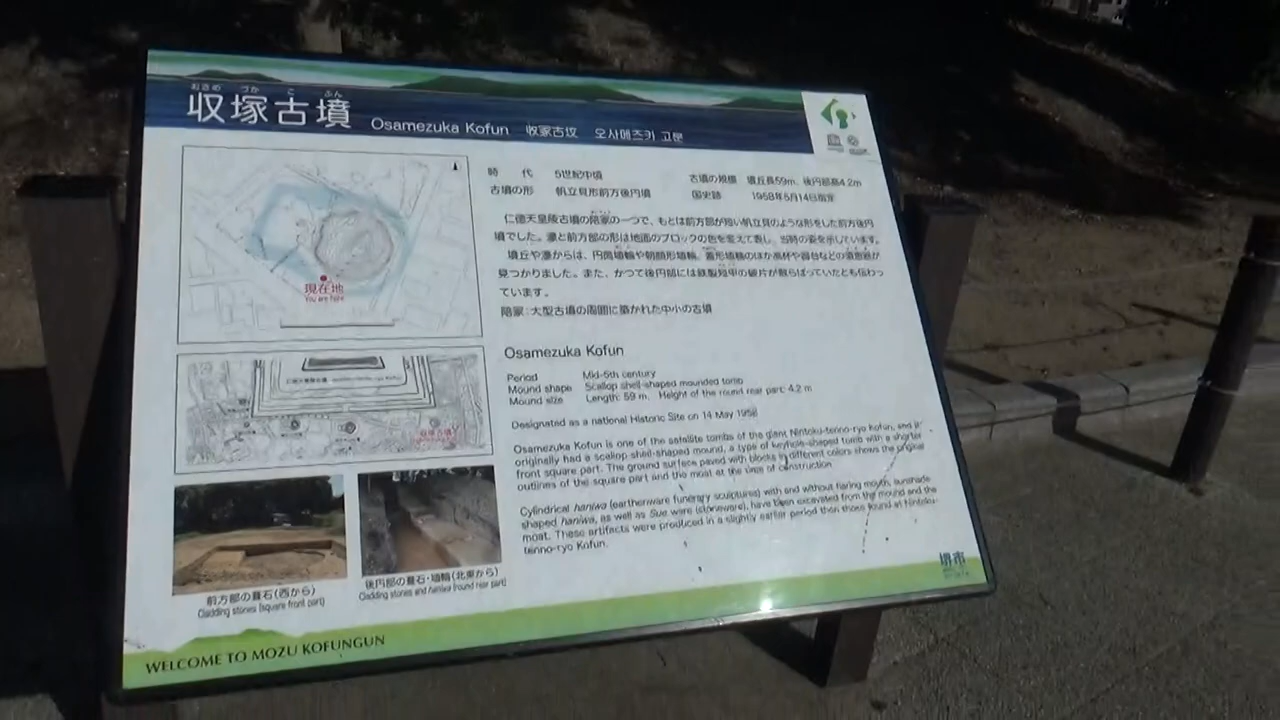 おさめ づか こ ふん
収塚古墳 Osamezuka Kofun 收冢古坟 오사메즈카 고분
時 代 5世紀中頃
古墳の規模 墳丘長59m、後円部高4.2m
古墳の形 帆立貝形前方後円墳
国史跡 1958年5月14日指定
仁徳天皇陵古墳の陪冢の一つで、もとは前方部が短い帆立貝のような形をした前方後円
墳でした。濠と前方部の形は地面のブロックの色を変えて表し、当時の姿を示しています。
墳丘や濠からは、円筒埴輪や朝顔形埴輪、蓋形埴輪のほか高杯や器台などの須恵器が
見つかりました。また、かつて後円部には鉄製短甲の破片が散らばっていたとも伝わっ
ています。
陪冢:大型古墳の周囲に築かれた中小の古墳
現在地
You are here
Osamezuka Kofun
Period Mid-5th century
Mound shape Scallop shell-shaped mounded tomb
Mound size Length: 59 m, Height of the round rear part: 4.2 m
Designated as a national Historic Site on 14 May 1958
Osamezuka Kofun is one of the satellite tombs of the giant Nintoku-tenno-ryo Kofun, and it
originally had a scallop shell-shaped mound, a type of keyhole-shaped tomb with a shorter
front square part. The ground surface paved with blocks in different colors shows the original
outlines of the square part and the moat at the time of construction.
Cylindrical haniwa (earthenware funerary sculptures) with and without flaring mouth, sunshade
shaped haniwa, as well as Sue ware (stoneware), have been excavated from the mound and the
moat. These artifacts were produced in a slightly earlier period than those found at Nintoku-
tenno-ryo Kofun.
前方部の葺石(西から)
Cladding stones (square front part)
後円部の葺石・埴輪(北東から)
Cladding stones and haniwa (round rear part)
堺市
WELCOME TO MOZU KOFUNGUN